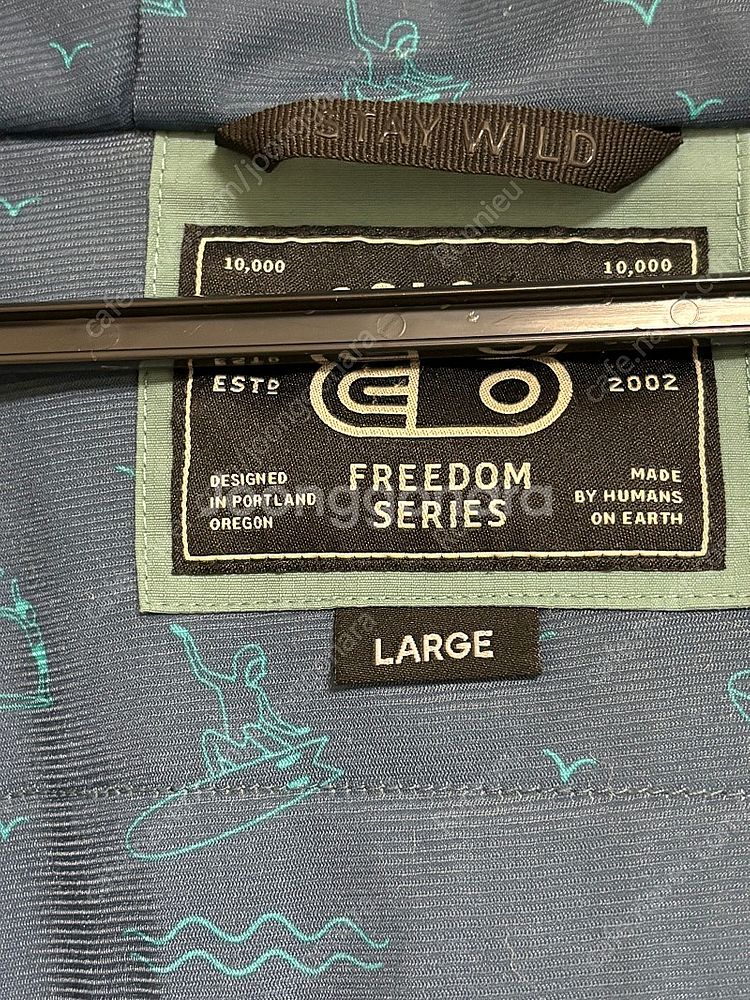 STAY WILD
10,000 10,000
ESTD 2002
DESIGNED
IN PORTLAND
OREGON
FREEDOM
SERIES
MADE
BY HUMANS
ON EARTH
LARGE